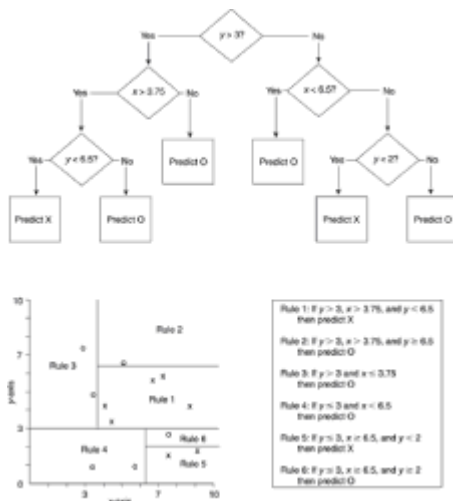 y > 3?
Yes
No
x > 3.75
x < 6.5?
Yes
No
Yes
No
y < 6.5?
Predict O
Predict O
y < 2?
Yes
No
Yes
No
Predict X
Predict O
Predict X
Predict O
10
Rule 2
7
Rule 3
y-axis
Rule 1
3
Rule 4
Rule 6
Rule 5
0
3
7
10
x-axis
Rule 1: If y > 3, x > 3.75, and y < 6.5
then predict X
Rule 2: If y > 3, x > 3.75, and y ≥ 6.5
then predict O
Rule 3: If y > 3 and x ≤ 3.75
then predict O
Rule 4: If y ≤ 3 and x < 6.5
then predict O
Rule 5: If y ≤ 3, x ≥ 6.5, and y < 2
then predict X
Rule 6: If y ≤ 3, x ≥ 6.5, and y ≥ 2
then predict O